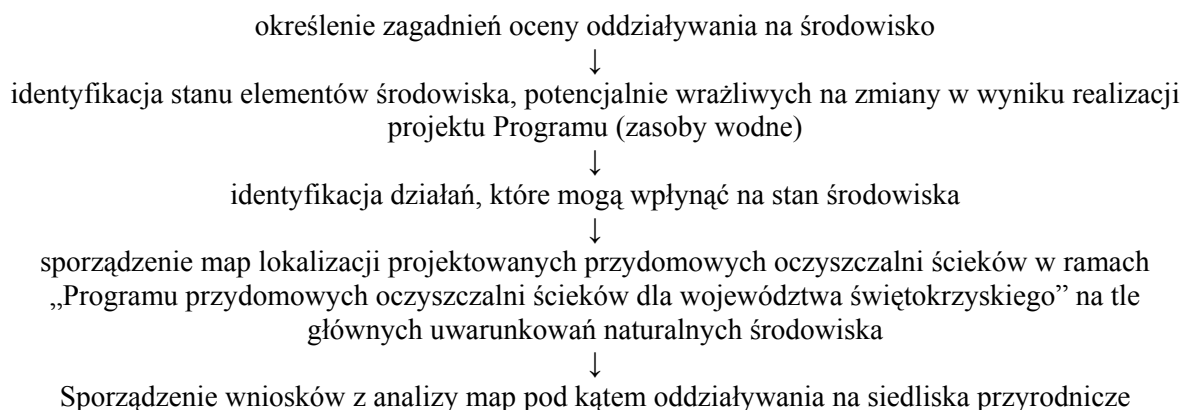 określenie zagadnień oceny oddziaływania na środowisko
↓
identyfikacja stanu elementów środowiska, potencjalnie wrażliwych na zmiany w wyniku realizacji
projektu Programu (zasoby wodne)
↓
identyfikacja działań, które mogą wpłynąć na stan środowiska
↓
sporządzenie map lokalizacji projektowanych przydomowych oczyszczalni ścieków w ramach
„Programu przydomowych oczyszczalni ścieków dla województwa świętokrzyskiego” na tle
głównych uwarunkowań naturalnych środowiska
↓
Sporządzenie wniosków z analizy map pod kątem oddziaływania na siedliska przyrodnicze